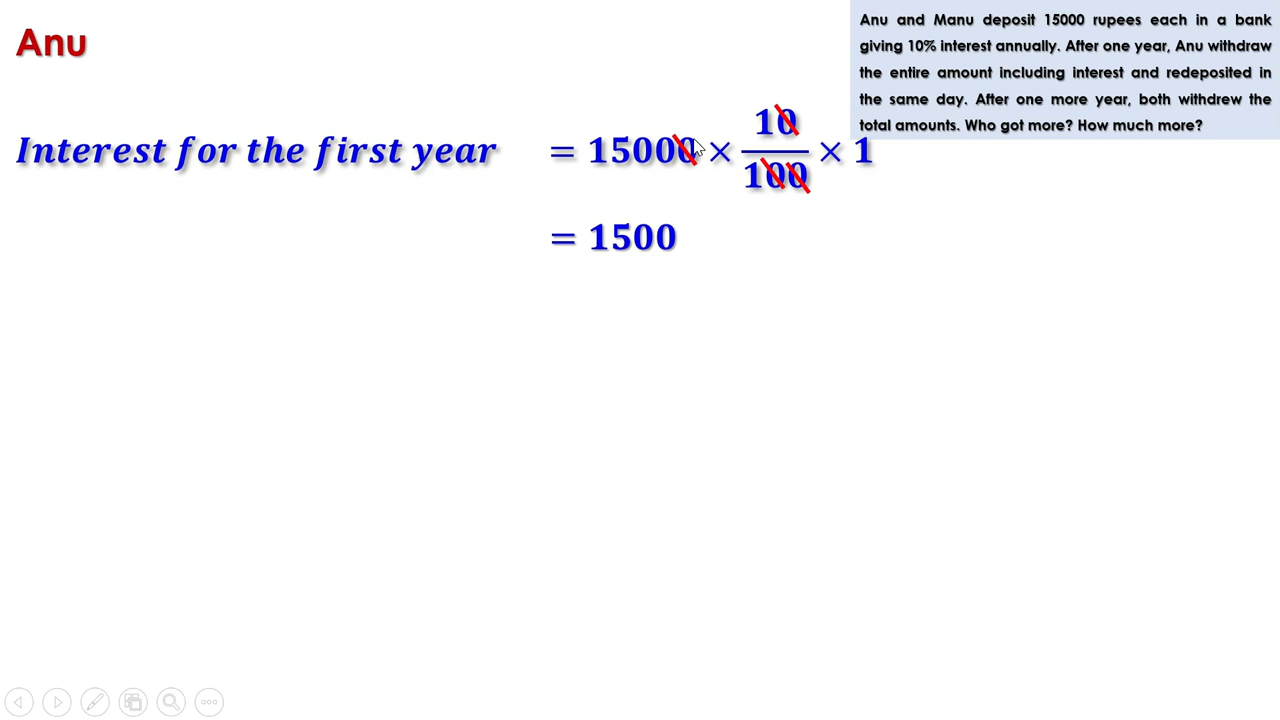 Anu
Anu and Manu deposit 15000 rupees each in a bank
giving 10% interest annually. After one year, Anu withdraw
the entire amount including interest and redeposited in
the same day. After one more year, both withdrew the
total amounts. Who got more? How much more?
Interest for the first year = 15000 × 10/100 × 1
= 1500